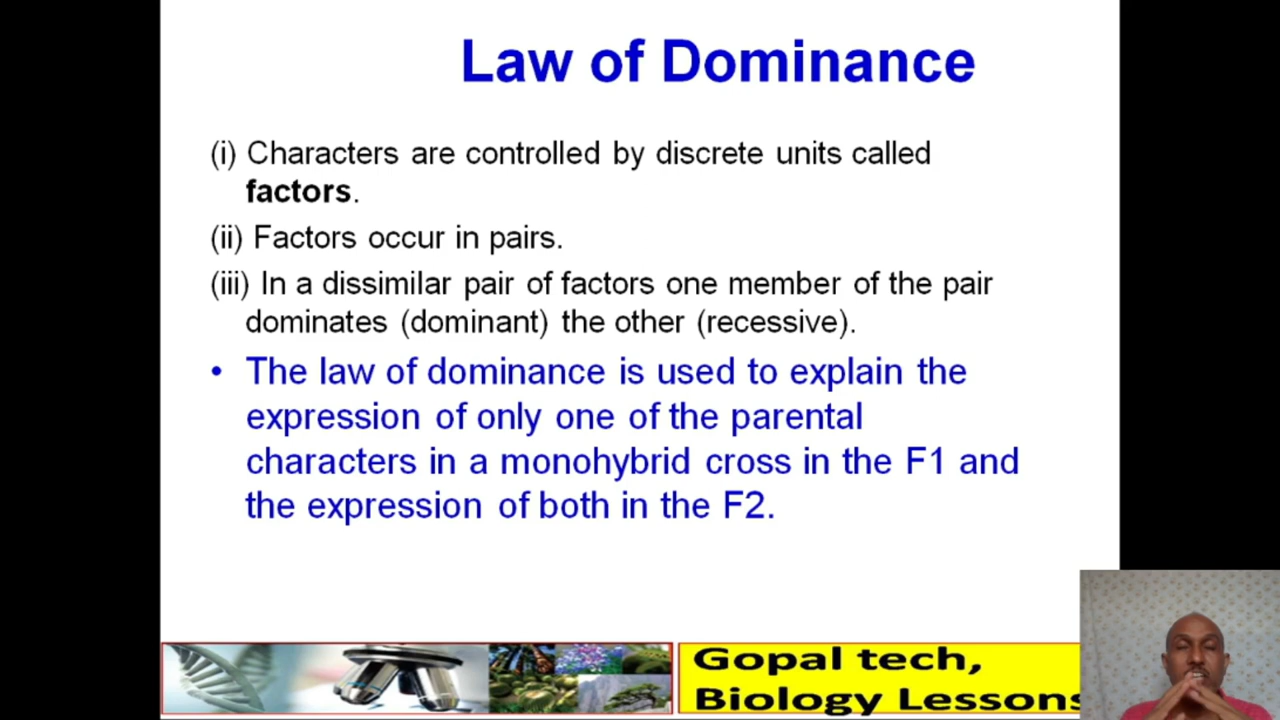 Law of Dominance
(i) Characters are controlled by discrete units called
factors.
(ii) Factors occur in pairs.
(iii) In a dissimilar pair of factors one member of the pair
dominates (dominant) the other (recessive).
• The law of dominance is used to explain the
expression of only one of the parental
characters in a monohybrid cross in the F1 and
the expression of both in the F2.
Gopal tech,
Biology Lessons